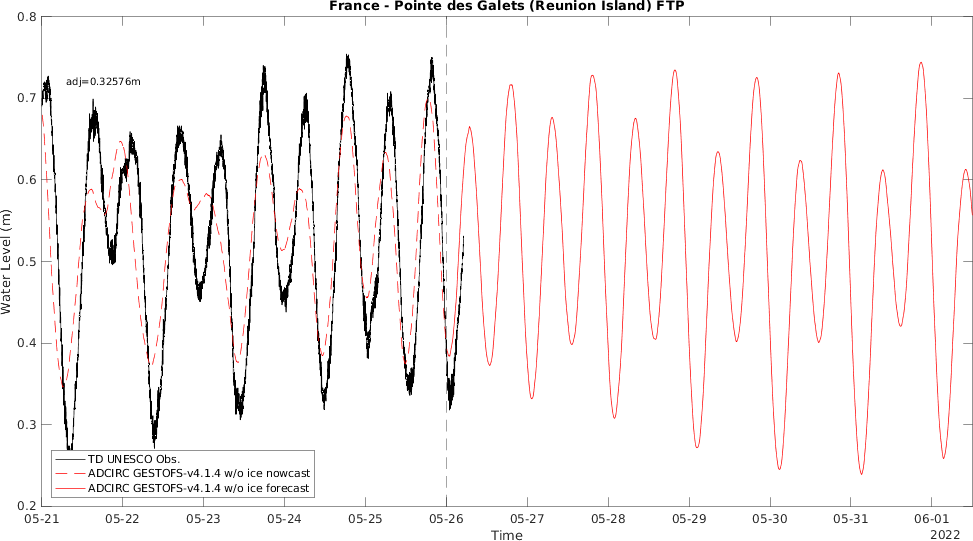 France - Pointe des Galets (Reunion Island) FTP
adj=0.32576m
Water Level (m)
0.8
0.7
0.6
0.5
0.4
0.3
0.2
TD UNESCO Obs.
ADCIRC GESTOFS-v4.1.4 w/o ice nowcast
ADCIRC GESTOFS-v4.1.4 w/o ice forecast
05-21 05-22 05-23 05-24 05-25 05-26 05-27 05-28 05-29 05-30 05-31 06-01
2022
Time